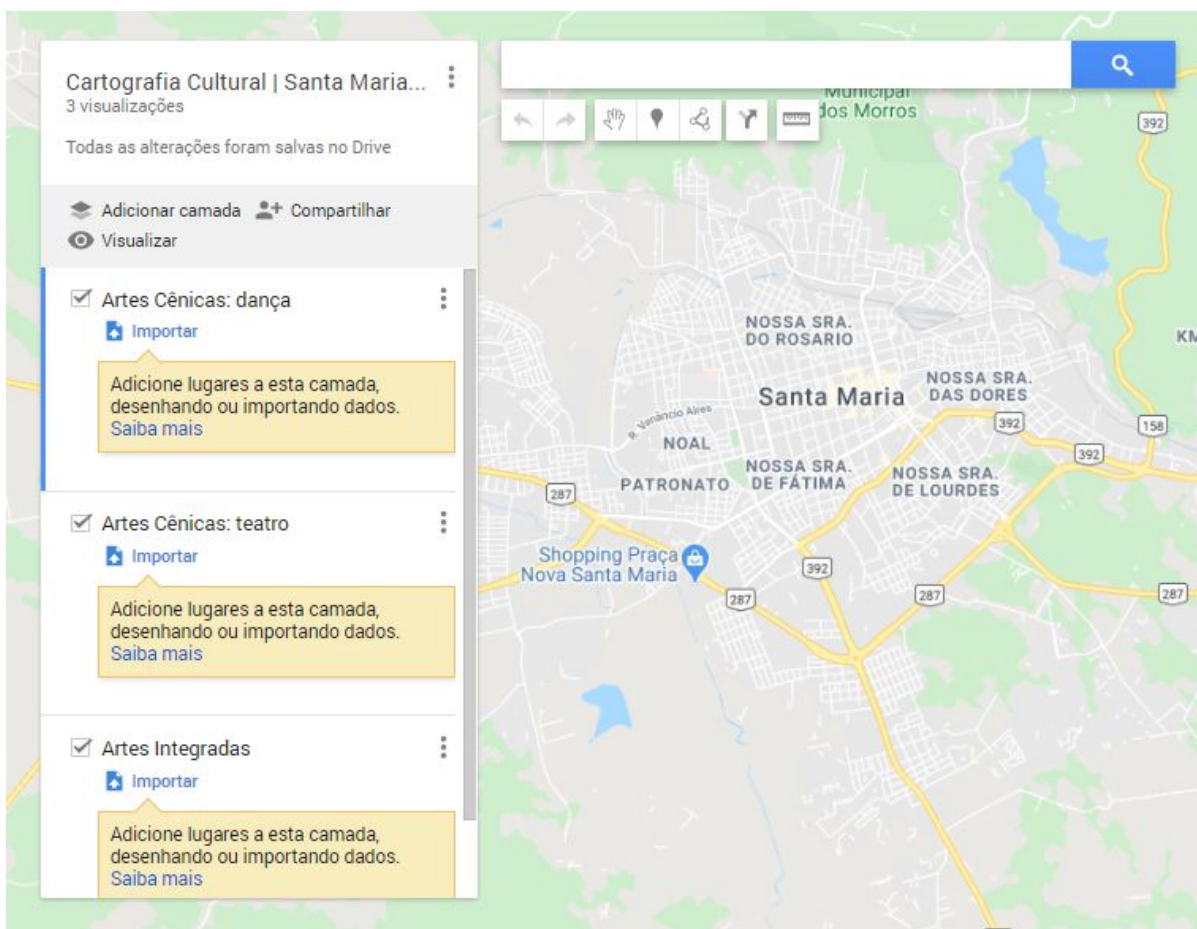 Cartografia Cultural | Santa Maria...
3 visualizações
Todas as alterações foram salvas no Drive
Adicionar camada Compartilhar
Visualizar
Artes Cênicas: dança
Importar
Adicione lugares a esta camada,
desenhando ou importando dados.
Saiba mais
Artes Cênicas: teatro
Importar
Adicione lugares a esta camada,
desenhando ou importando dados.
Saiba mais
Artes Integradas
Importar
Adicione lugares a esta camada,
desenhando ou importando dados.
Saiba mais
Municipal
dos Morros
392
NOSSA SRA.
DO ROSARIO
KM
Santa Maria
NOSSA SRA.
DAS DORES
R. Venâncio Aires
392
158
NOAL
392
NOSSA SRA.
DE FÁTIMA
PATRONATO
NOSSA SRA.
DE LOURDES
287
Shopping Praça
Nova Santa Maria
392
287
287
287